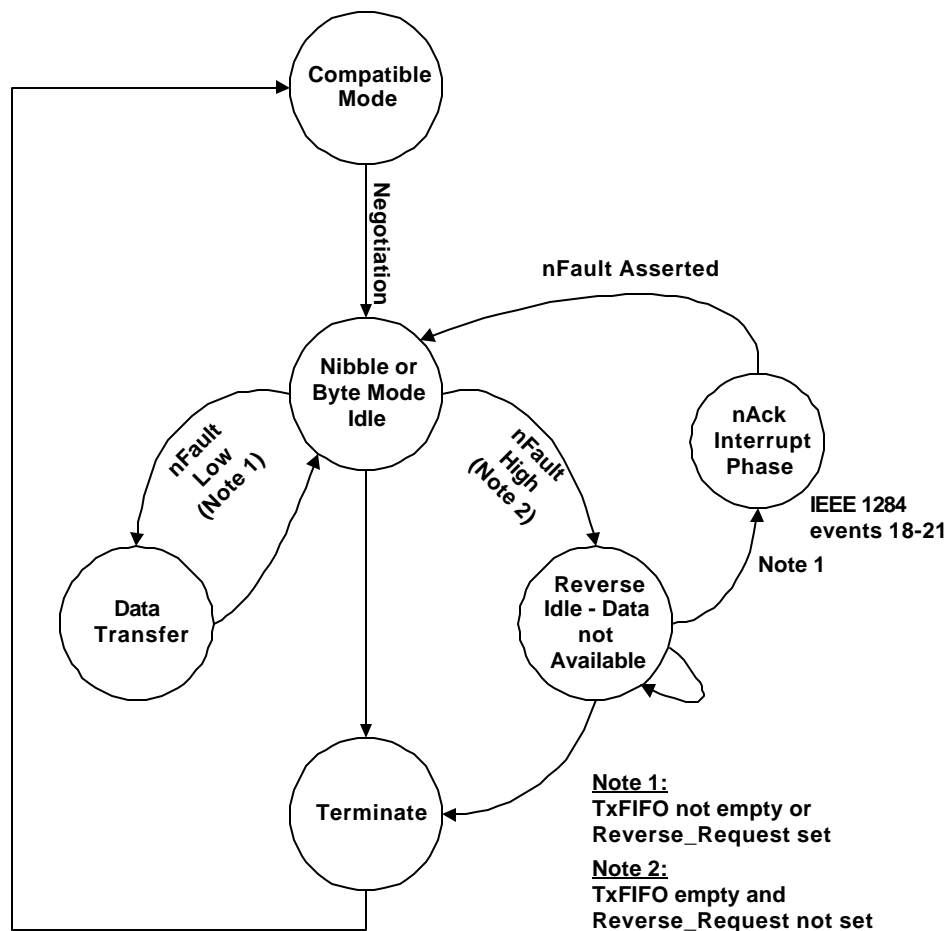 Compatible
Mode
Negotiation
nFault Asserted
Nibble or
Byte Mode
Idle
nAck
Interrupt
Phase
nFault
Low
(Note 1)
nFault
High
(Note 2)
IEEE 1284
events 18-21
Note 1
Data
Transfer
Reverse
Idle - Data
not
Available
Terminate
Note 1:
TxFIFO not empty or
Reverse_Request set
Note 2:
TxFIFO empty and
Reverse_Request not set